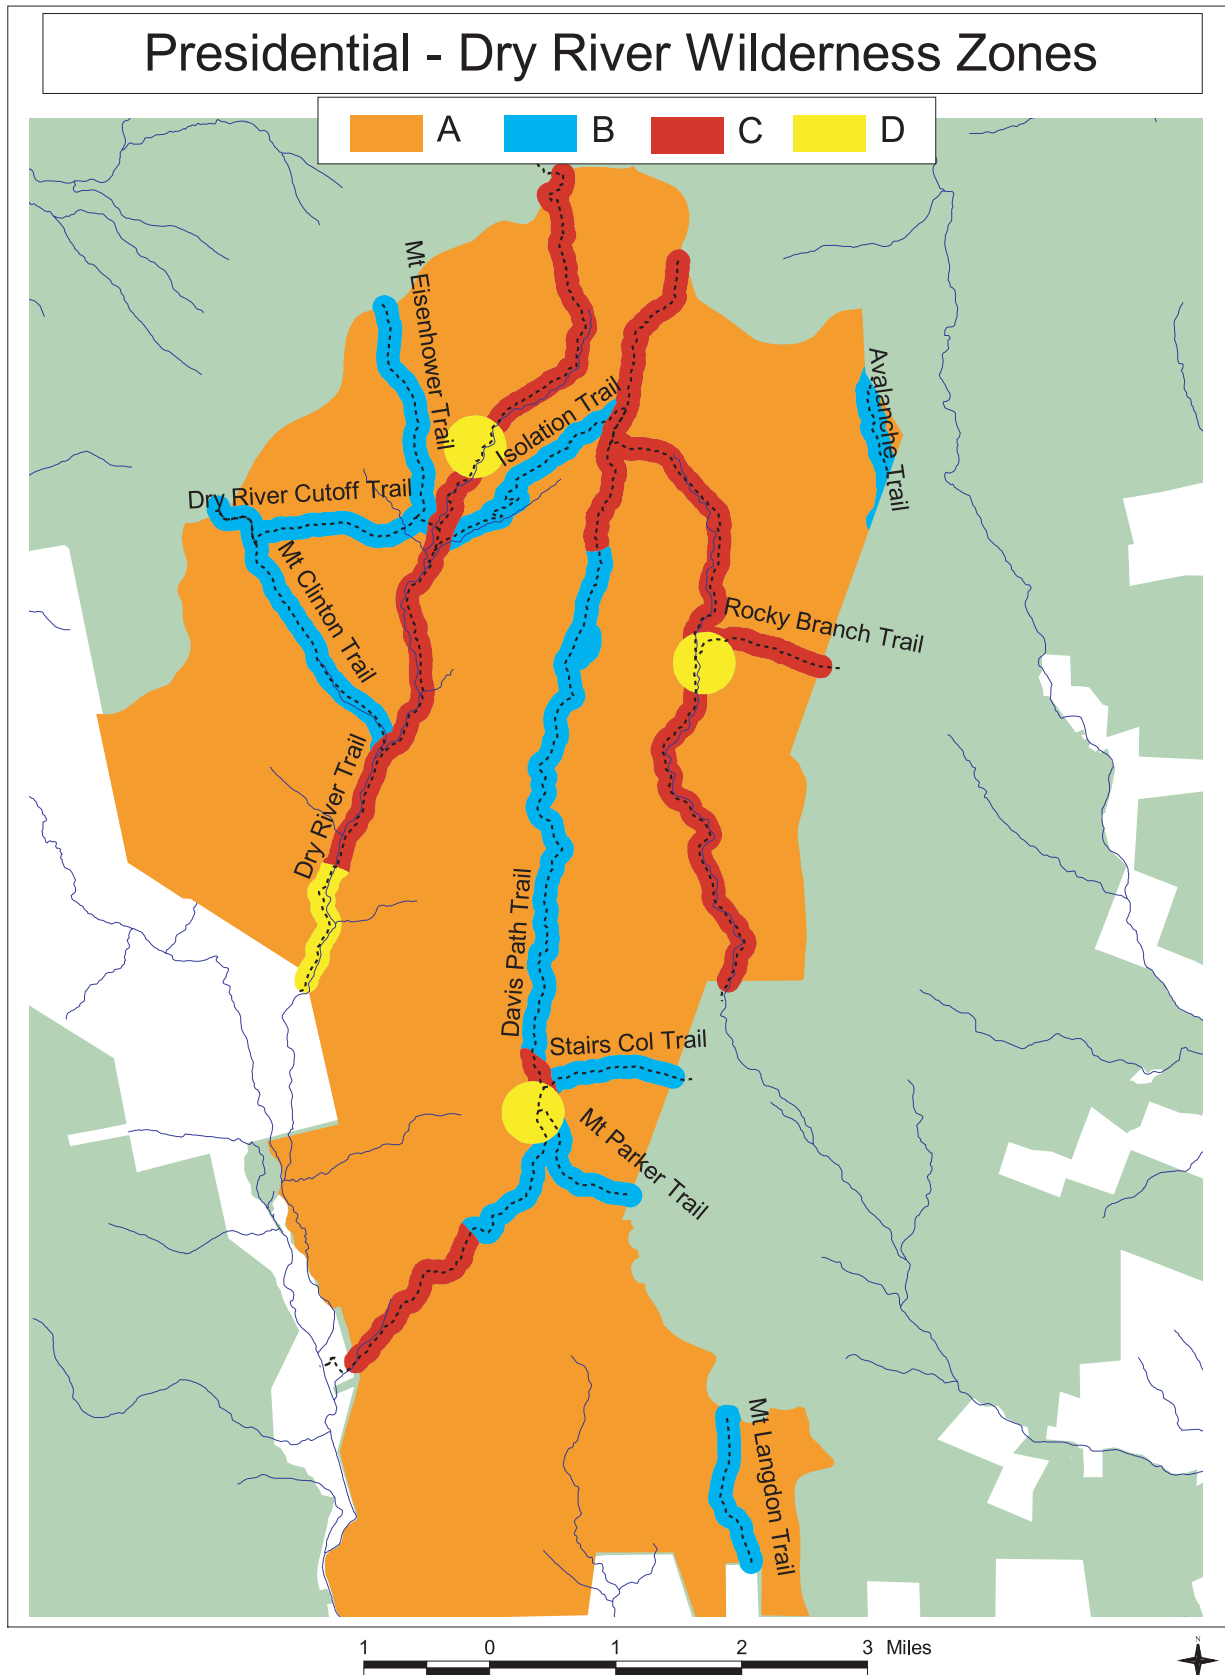 Presidential - Dry River Wilderness Zones
A B C D
Mt Eisenhower Trail
Isolation Trail
Avalanche Trail
Dry River Cutoff Trail
Mt Clinton Trail
Rocky Branch Trail
Dry River Trail
Davis Path Trail
Stairs Col Trail
Mt Parker Trail
Mt Langdon Trail
1 0 1 2 3 Miles
N